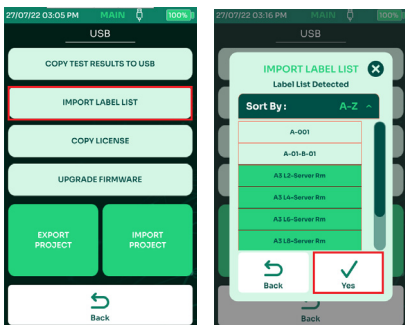 27/07/22 03:05 PM MAIN 100%
USB
COPY TEST RESULTS TO USB
IMPORT LABEL LIST
COPY LICENSE
UPGRADE FIRMWARE
EXPORT
PROJECT
IMPORT
PROJECT
Back
27/07/22 03:16 PM MAIN 100%
USB
IMPORT LABEL LIST
Label List Detected
Sort By : A-Z
A-001
A-01-B-01
A3 L2-Server Rm
A3 L4-Server Rm
A3 L6-Server Rm
A3 L8-Server Rm
Back
Yes
Back